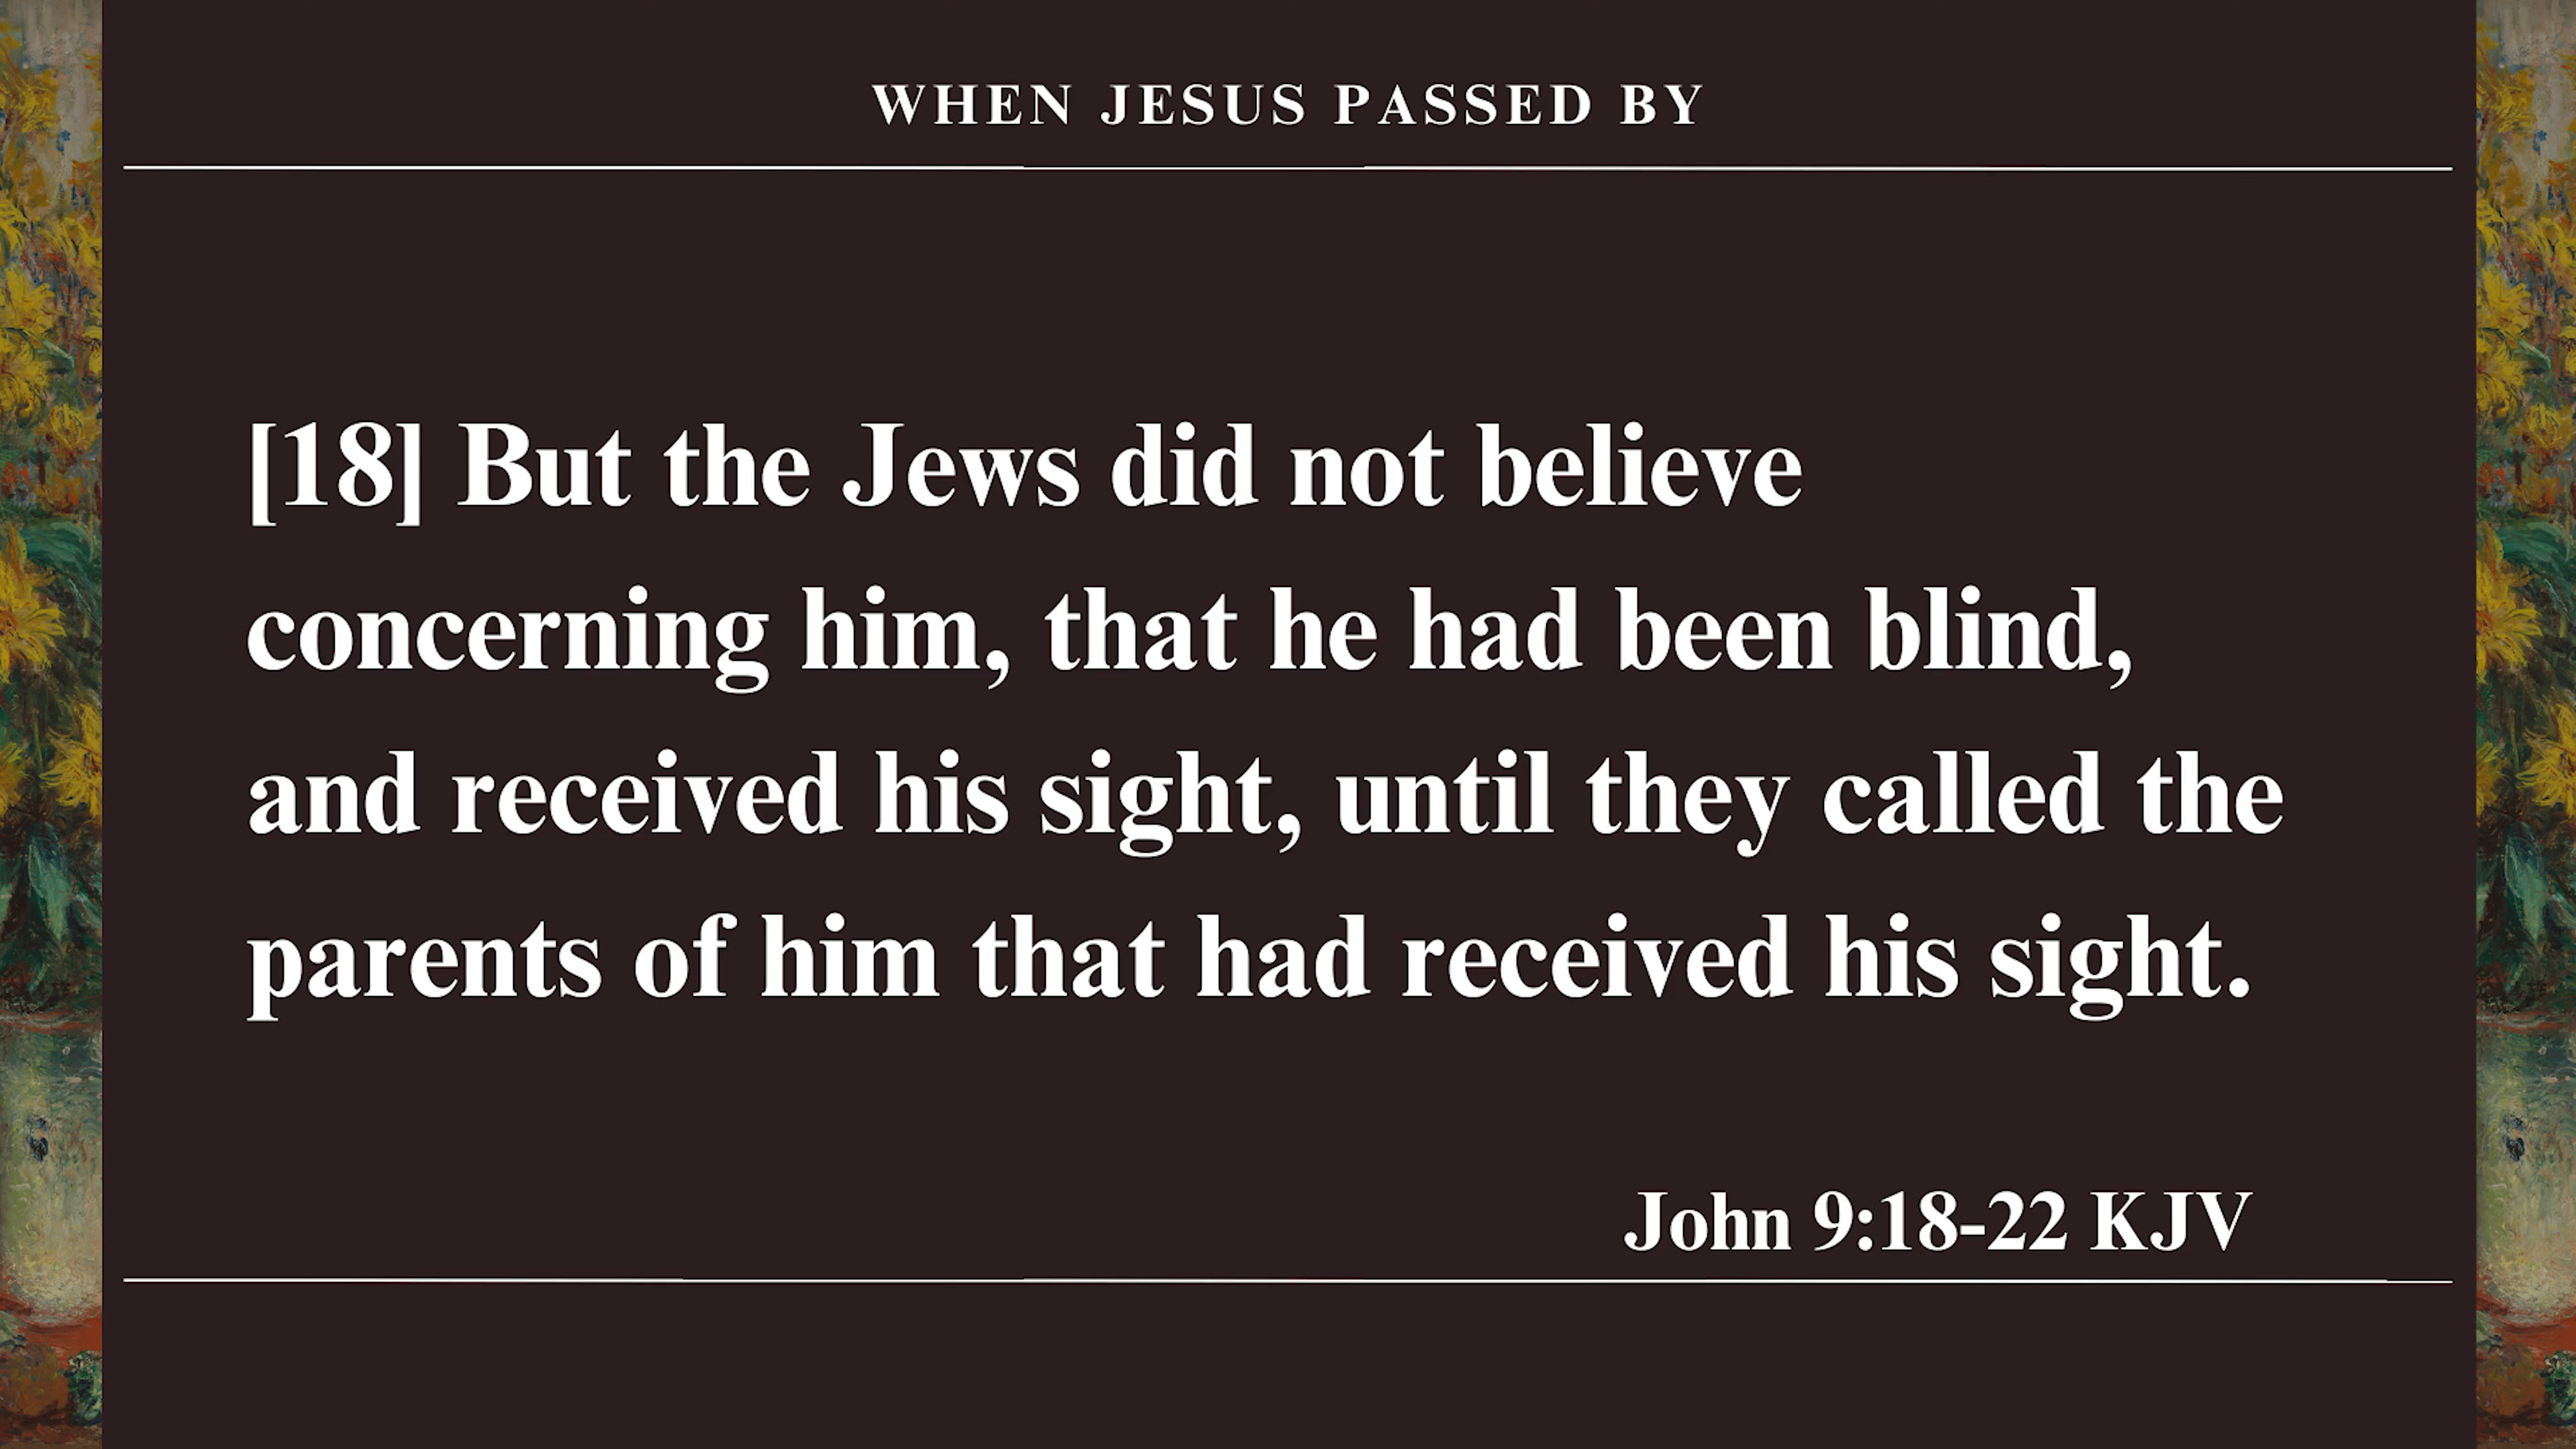 WHEN JESUS PASSED BY
[18] But the Jews did not believe
concerning him, that he had been blind,
and received his sight, until they called the
parents of him that had received his sight.
John 9:18-22 KJV